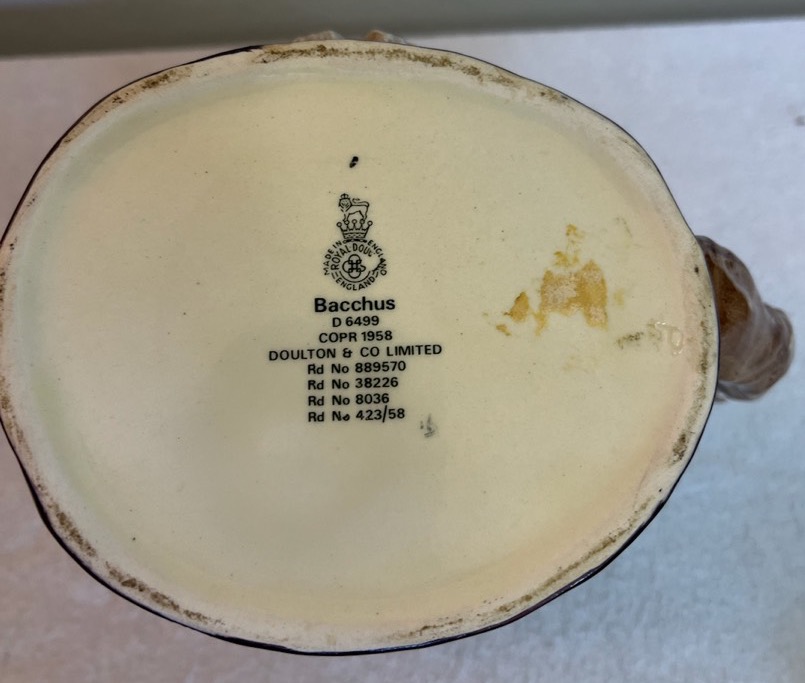 MADE IN ENGLAND
ROYAL DOUL
ENGLAND
Bacchus
D 6499
COPR 1958
DOULTON & CO LIMITED
Rd No 889570
Rd No 38226
Rd No 8036
Rd No 423/58